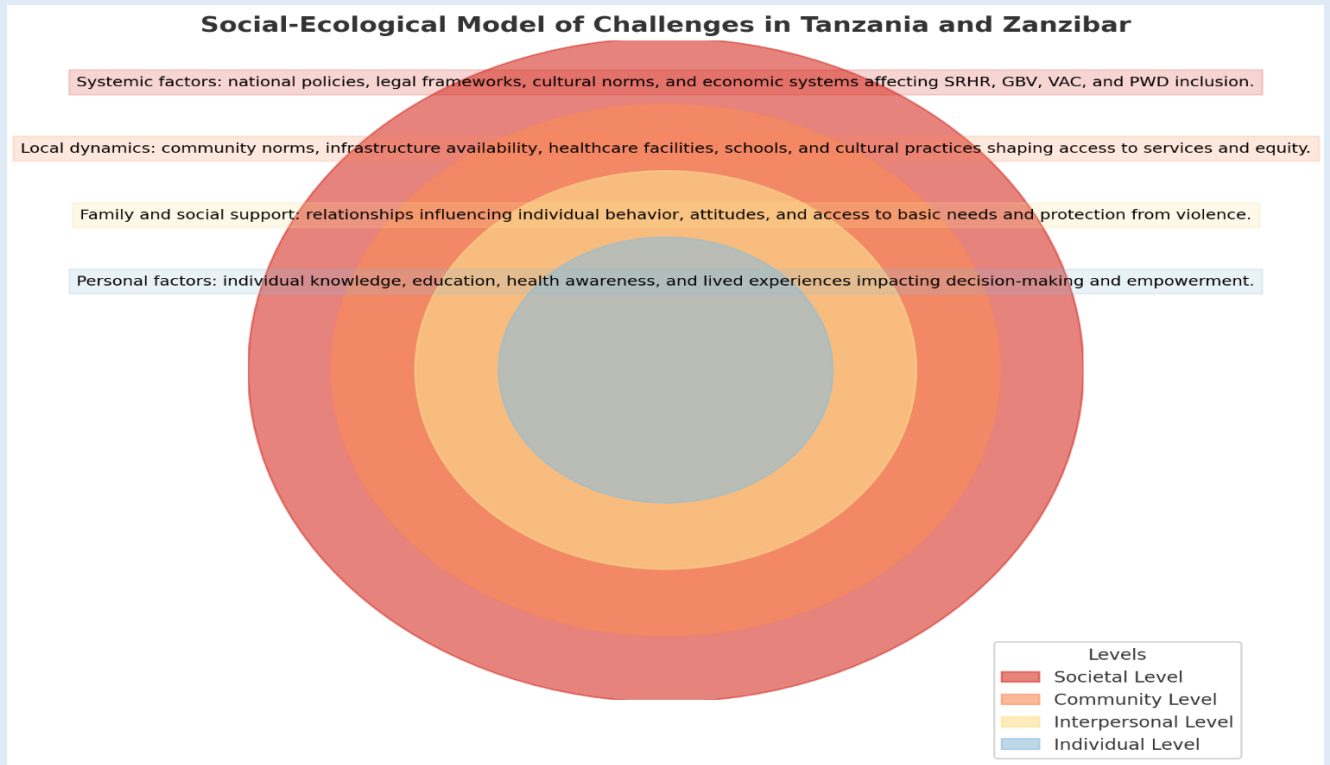 Social-Ecological Model of Challenges in Tanzania and Zanzibar
Systemic factors: national policies, legal frameworks, cultural norms, and economic systems affecting SRHR, GBV, VAC, and PWD inclusion.
Local dynamics: community norms, infrastructure availability, healthcare facilities, schools, and cultural practices shaping access to services and equity.
Family and social support: relationships influencing individual behavior, attitudes, and access to basic needs and protection from violence.
Personal factors: individual knowledge, education, health awareness, and lived experiences impacting decision-making and empowerment.
Levels
Societal Level
Community Level
Interpersonal Level
Individual Level